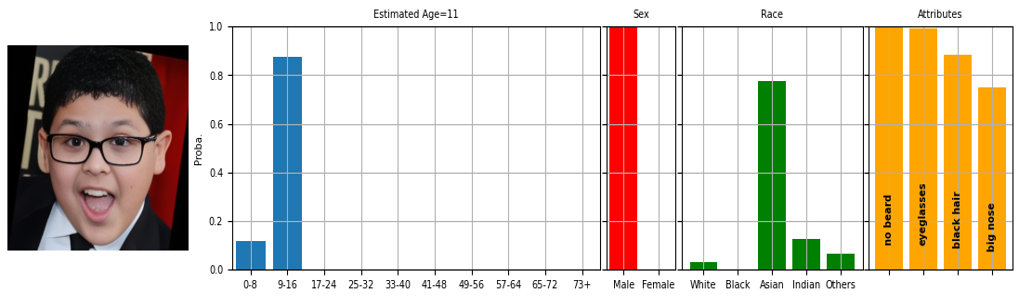 Estimated Age=11
Sex
Race
Attributes
Proba.
1.0
0.8
0.6
0.4
0.2
0.0
no beard
eyeglasses
black hair
big nose
0-8 9-16 17-24 25-32 33-40 41-48 49-56 57-64 65-72 73+
Male Female
White Black Asian Indian Others